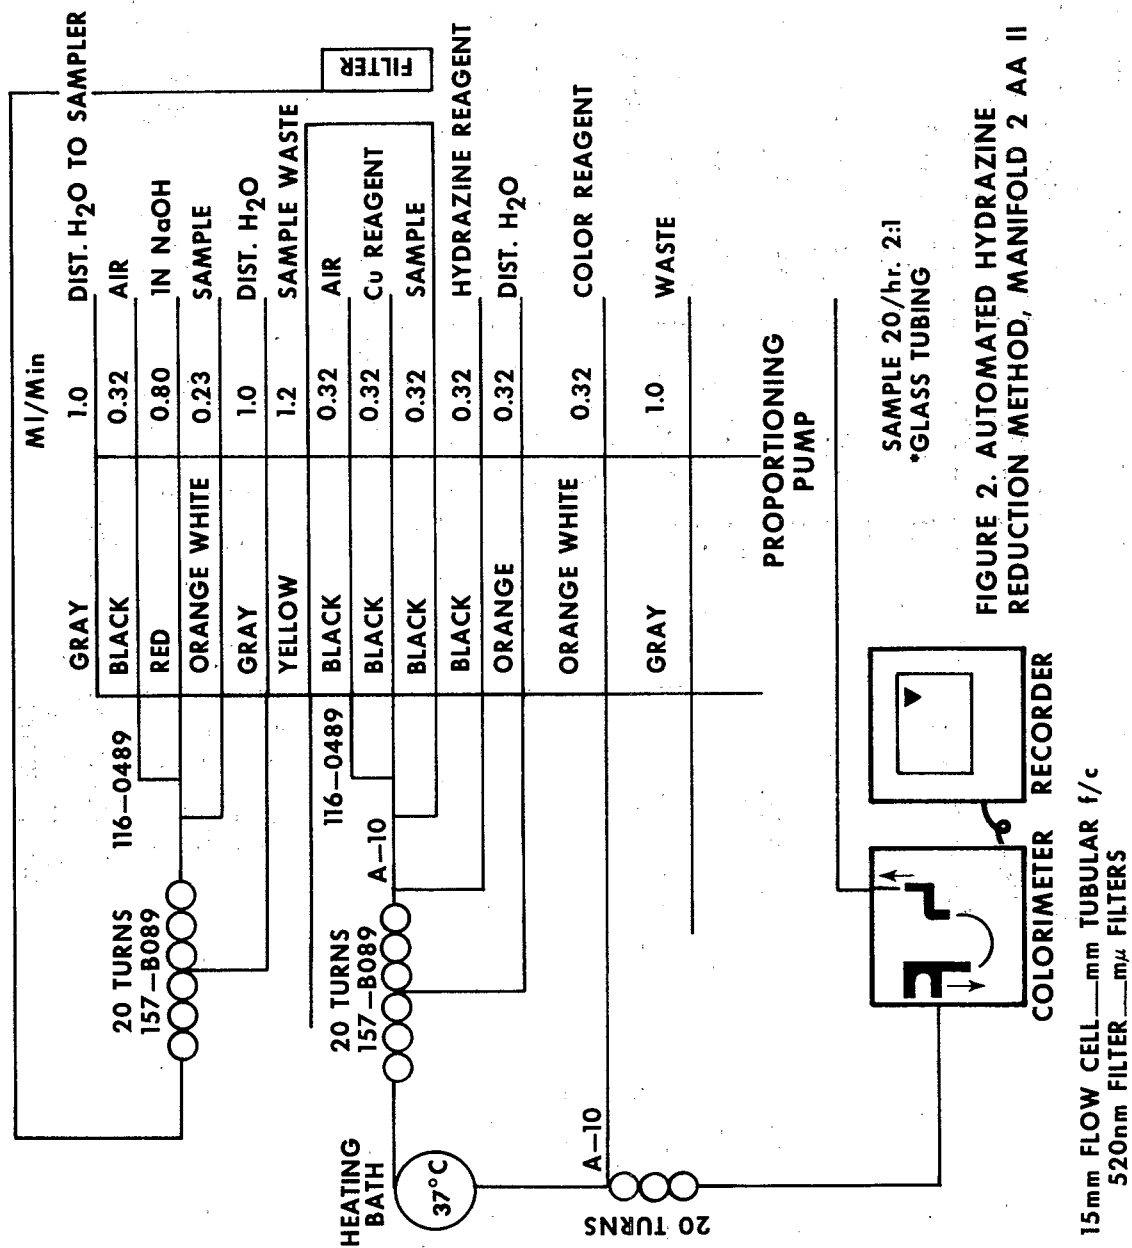 Ml/Min
GRAY 1.0 DIST. H2O TO SAMPLER
BLACK 0.32 AIR
RED 0.80 1N NaOH
ORANGE WHITE 0.23 SAMPLE
GRAY 1.0 DIST. H2O
YELLOW 1.2 SAMPLE WASTE
BLACK 0.32 AIR
BLACK 0.32 Cu REAGENT
BLACK 0.32 SAMPLE
BLACK 0.32 HYDRAZINE REAGENT
ORANGE 0.32 DIST. H2O
ORANGE WHITE 0.32 COLOR REAGENT
GRAY 1.0 WASTE
FILTER
116-0489
20 TURNS
157-B089
116-0489
A-10
20 TURNS
157-B089
HEATING
BATH
37°C
A-10
20 TURNS
PROPORTIONING
PUMP
COLORIMETER
RECORDER
SAMPLE 20/hr. 2:1
*GLASS TUBING
15mm FLOW CELL__mm TUBULAR f/c
520nm FILTER__mμ FILTERS
FIGURE 2. AUTOMATED HYDRAZINE
REDUCTION METHOD, MANIFOLD 2 AA II